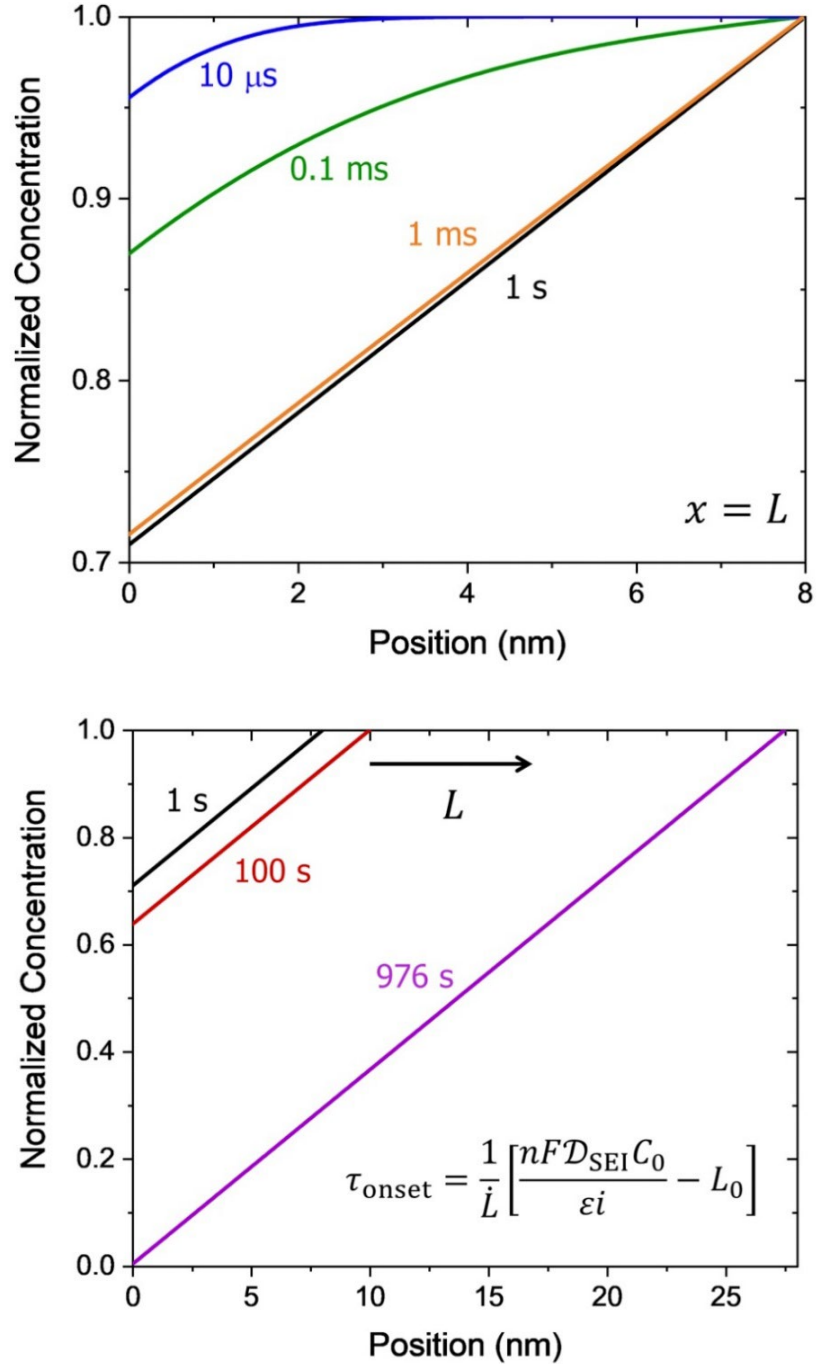 1.0
10 μs
0.9
0.1 ms
1 ms
1 s
0.8
x = L
0.7
0 2 4 6 8
Normalized Concentration
Position (nm)
1.0
1 s
L
0.8
100 s
0.6
976 s
0.4
0.2
τ_onset = 1/L̇ [nF𝒟_SEI C_0/εi − L_0]
0.0
0 5 10 15 20 25
Normalized Concentration
Position (nm)